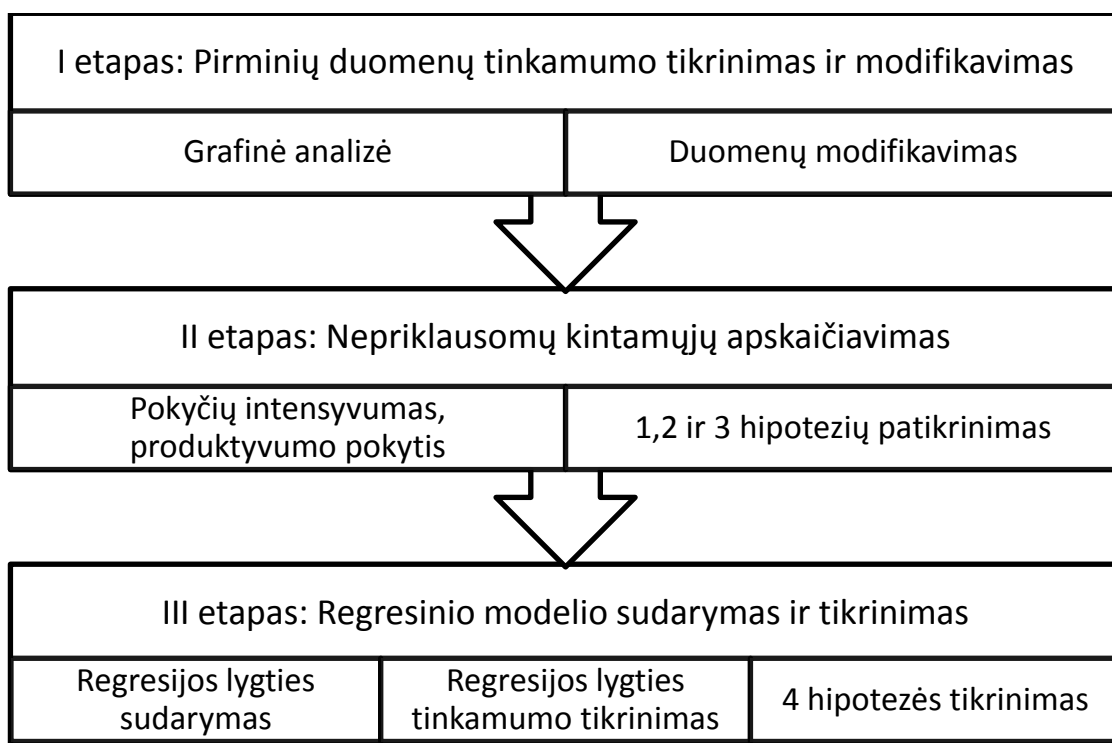 I etapas: Pirminių duomenų tinkamumo tikrinimas ir modifikavimas
Grafinė analizė
Duomenų modifikavimas
II etapas: Nepriklausomų kintamųjų apskaičiavimas
Pokyčių intensyvumas,
produktyvumo pokytis
1,2 ir 3 hipotezių patikrinimas
III etapas: Regresinio modelio sudarymas ir tikrinimas
Regresijos lygties
sudarymas
Regresijos lygties
tinkamumo tikrinimas
4 hipotezės tikrinimas